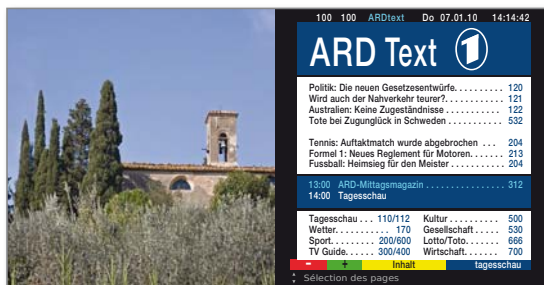 100 100 ARDtext Do 07.01.10 14:14:42
ARD Text 1
Politik: Die neuen Gesetzesentwürfe. . . . . . . . . . 120
Wird auch der Nahverkehr teurer?. . . . . . . . . . . 121
Australien: Keine Zugeständnisse . . . . . . . . . . . 122
Tote bei Zugunglück in Schweden . . . . . . . . . . 532
Tennis: Auftaktmatch wurde abgebrochen . . . 204
Formel 1: Neues Reglement für Motoren. . . . . . 213
Fussball: Heimsieg für den Meister . . . . . . . . . . 204
13:00 ARD-Mittagsmagazin . . . . . . . . . . . . . . . 312
14:00 Tagesschau
Tagesschau . . . 110/112 Kultur . . . . . . . . . 500
Wetter. . . . . . . . . . 170 Gesellschaft . . . . . 530
Sport. . . . . . . . 200/600 Lotto/Toto. . . . . . . 666
TV Guide. . . . . 300/400 Wirtschaft. . . . . . . 700
- + Inhalt tagesschau
Sélection des pages